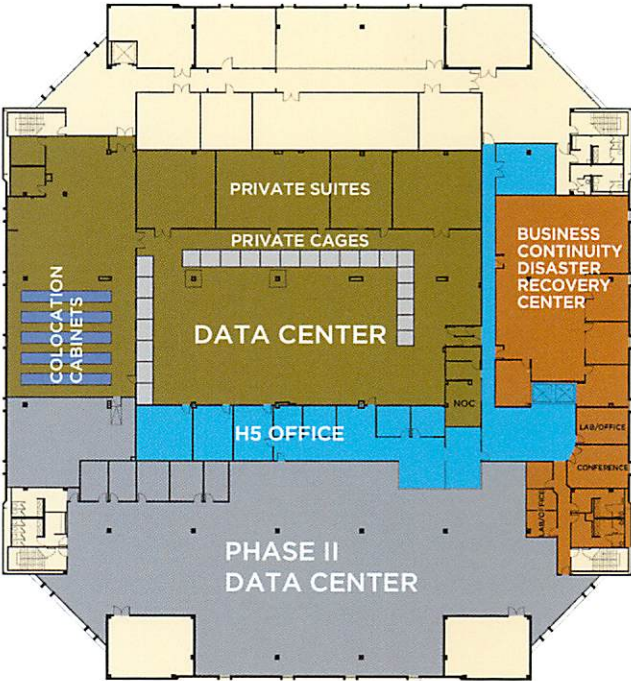 PRIVATE SUITES
PRIVATE CAGES
BUSINESS
CONTINUITY
DISASTER
RECOVERY
CENTER
COLOCATION
CABINETS
DATA CENTER
NOC
H5 OFFICE
LAB/OFFICE
CONFERENCE
LAB/OFFICE
PHASE II
DATA CENTER